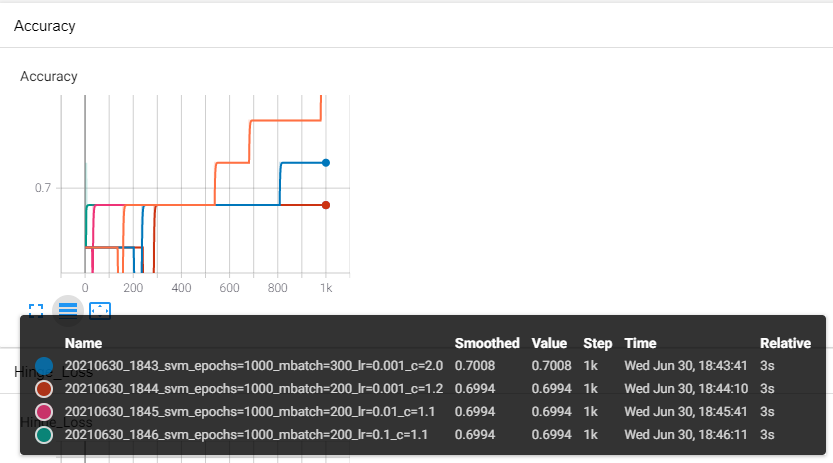 Accuracy
Accuracy
0.7
0 200 400 600 800 1k
Name Smoothed Value Step Time Relative
20210630_1843_svm_epochs=1000_mbatch=300_lr=0.001_c=2.0 0.7008 0.7008 1k Wed Jun 30, 18:43:41 3s
Hinge_Loss
20210630_1844_svm_epochs=1000_mbatch=200_lr=0.001_c=1.2 0.6994 0.6994 1k Wed Jun 30, 18:44:10 3s
20210630_1845_svm_epochs=1000_mbatch=200_lr=0.01_c=1.1 0.6994 0.6994 1k Wed Jun 30, 18:45:41 3s
Hinge_Loss
20210630_1846_svm_epochs=1000_mbatch=200_lr=0.1_c=1.1 0.6994 0.6994 1k Wed Jun 30, 18:46:11 3s